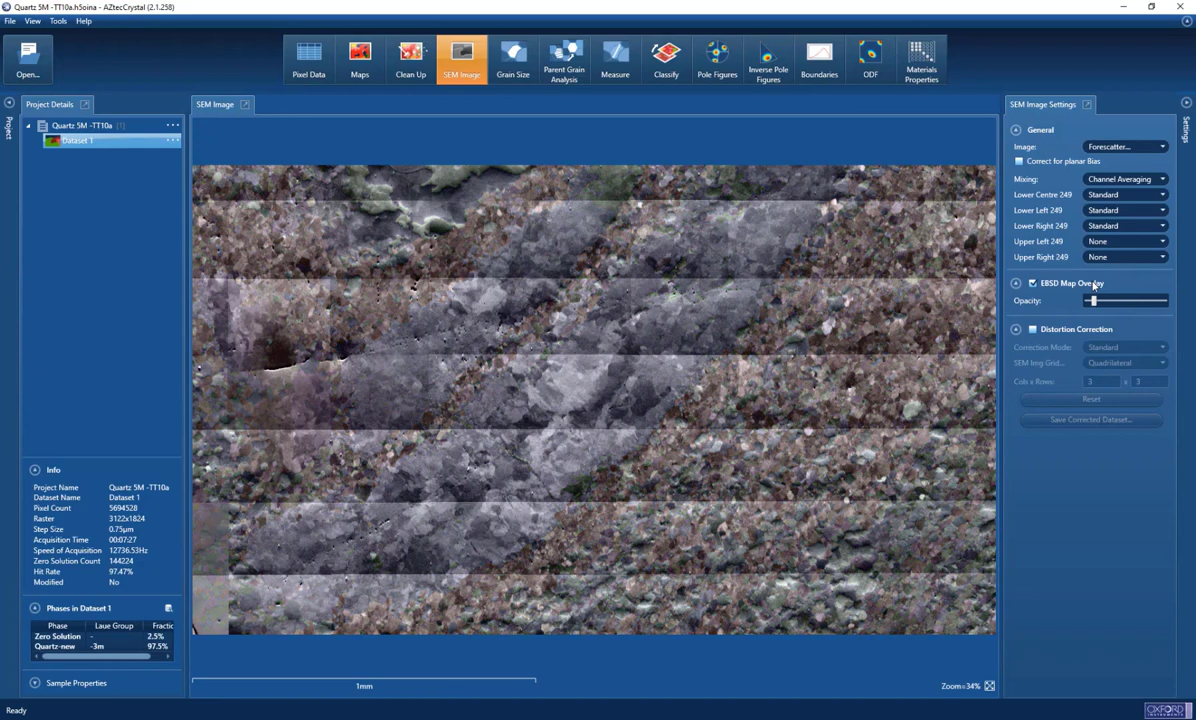 Quartz 5M -TT10a.h5oina - AZtecCrystal (2.1.258)
File View Tools Help
Open...
Pixel Data
Maps
Clean Up
SEM Image
Grain Size
Parent Grain
Analysis
Measure
Classify
Pole Figures
Inverse Pole
Figures
Boundaries
ODF
Materials
Properties
Project
Project Details
Quartz 5M -TT10a [1]
Dataset 1
Info
Project Name Quartz 5M -TT10a
Dataset Name Dataset 1
Pixel Count 5694528
Raster 3122x1824
Step Size 0.75µm
Acquisition Time 00:07:27
Speed of Acquisition 12736.53Hz
Zero Solution Count 144224
Hit Rate 97.47%
Modified No
Phases in Dataset 1
Phase Laue Group Fractic
Zero Solution - 2.5%
Quartz-new -3m 97.5%
Sample Properties
SEM Image
1mm
Zoom=34%
SEM Image Settings
Settings
General
Image: Forescatter...
Correct for planar Bias
Mixing: Channel Averaging
Lower Centre 249 Standard
Lower Left 249 Standard
Lower Right 249 Standard
Upper Left 249 None
Upper Right 249 None
EBSD Map Overlay
Opacity:
Distortion Correction
Correction Mode: Standard
SEM Img Grid... Quadrilateral
Cols x Rows: 3 x 3
Reset
Save Corrected Dataset...
Ready
OXFORD
INSTRUMENTS